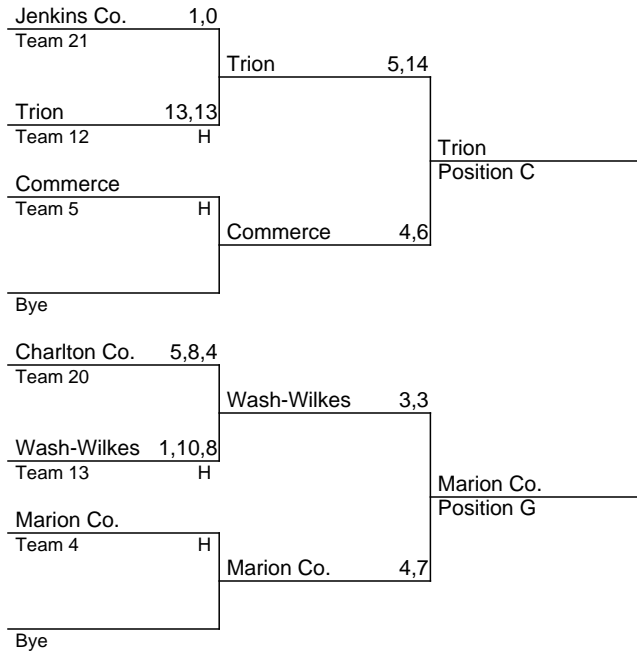 Jenkins Co. 1,0
Team 21
Trion 5,14
Trion 13,13
Team 12 H
Trion
Position C
Commerce
Team 5 H
Commerce 4,6
Bye
Charlton Co. 5,8,4
Team 20
Wash-Wilkes 3,3
Wash-Wilkes 1,10,8
Team 13 H
Marion Co.
Position G
Marion Co.
Team 4 H
Marion Co. 4,7
Bye